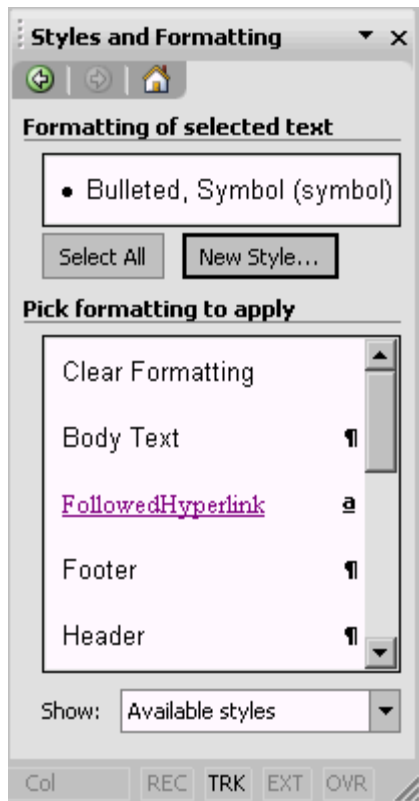 Styles and Formatting
Formatting of selected text
• Bulleted, Symbol (symbol)
Select All New Style...
Pick formatting to apply
Clear Formatting
Body Text ¶
FollowedHyperlink a
Footer ¶
Header ¶
Show: Available styles
Col REC TRK EXT OVR